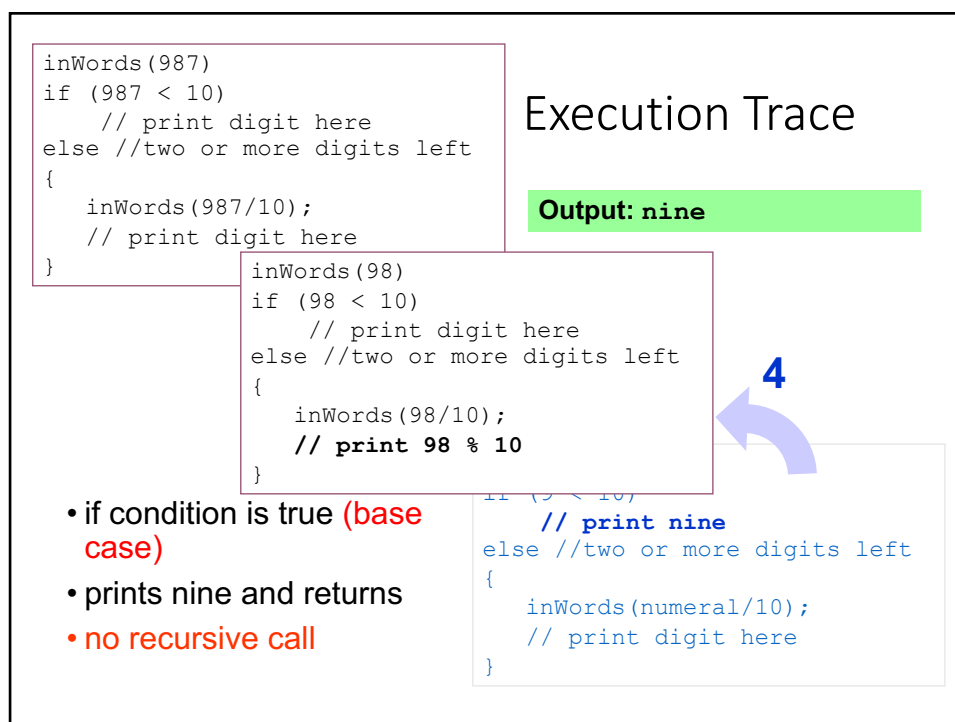 inWords(987)
if (987 < 10)
// print digit here
else //two or more digits left
{
inWords(987/10);
// print digit here
}
Execution Trace
Output: nine
inWords(98)
if (98 < 10)
// print digit here
else //two or more digits left
{
inWords(98/10);
// print 98 % 10
}
4
if (9 < 10)
// print nine
else //two or more digits left
{
inWords(numeral/10);
// print digit here
}
• if condition is true (base
case)
• prints nine and returns
• no recursive call